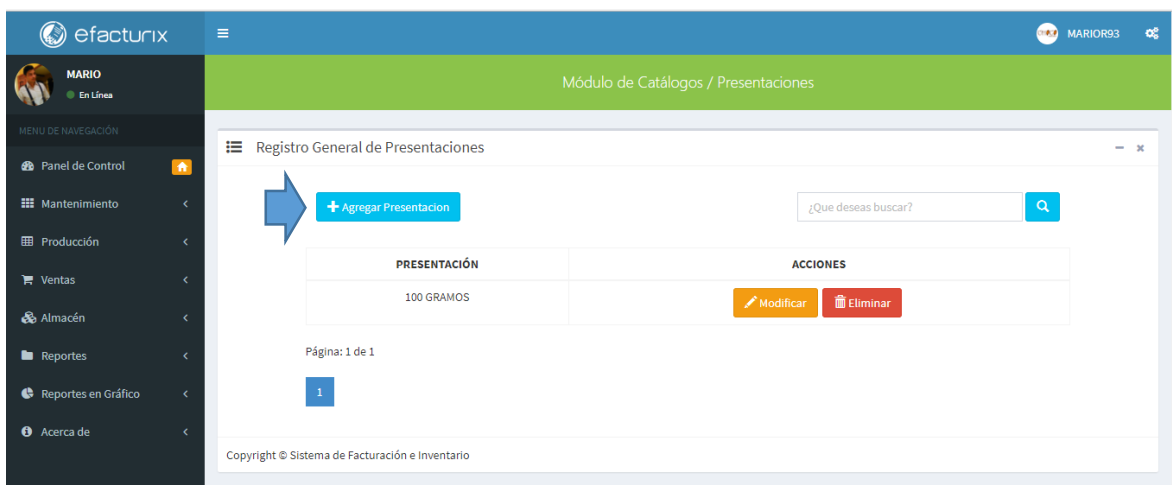 efacturix
MARIOR93
MARIO
En Línea
Módulo de Catálogos / Presentaciones
MENU DE NAVEGACIÓN
Panel de Control
Mantenimiento
Producción
Ventas
Almacén
Reportes
Reportes en Gráfico
Acerca de
Registro General de Presentaciones
Agregar Presentacion
¿Que deseas buscar?
PRESENTACIÓN ACCIONES
100 GRAMOS Modificar Eliminar
Página: 1 de 1
1
Copyright © Sistema de Facturación e Inventario